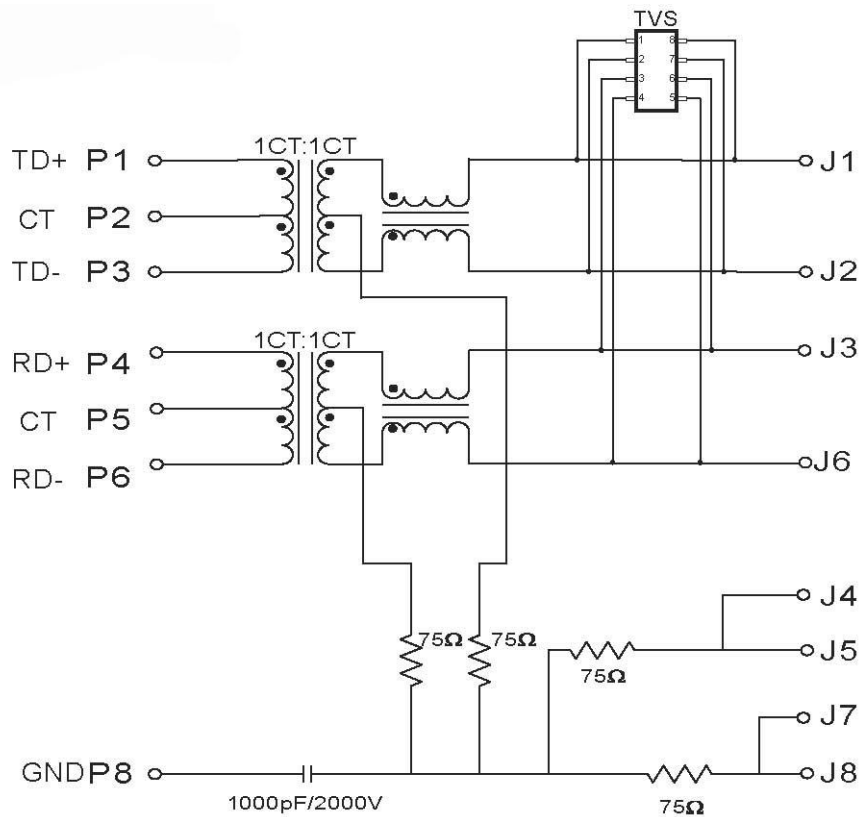 TVS
1 8
2 7
3 6
4 5
1CT:1CT
TD+ P1 J1
CT P2
TD- P3 J2
1CT:1CT
RD+ P4 J3
CT P5
RD- P6 J6
J4
75Ω 75Ω
J5
75Ω
J7
GND P8 J8
1000pF/2000V
75Ω